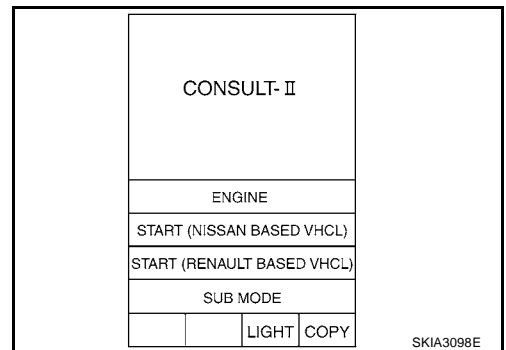 CONSULT-II
ENGINE
START (NISSAN BASED VHCL)
START (RENAULT BASED VHCL)
SUB MODE
LIGHT COPY
SKIA3098E